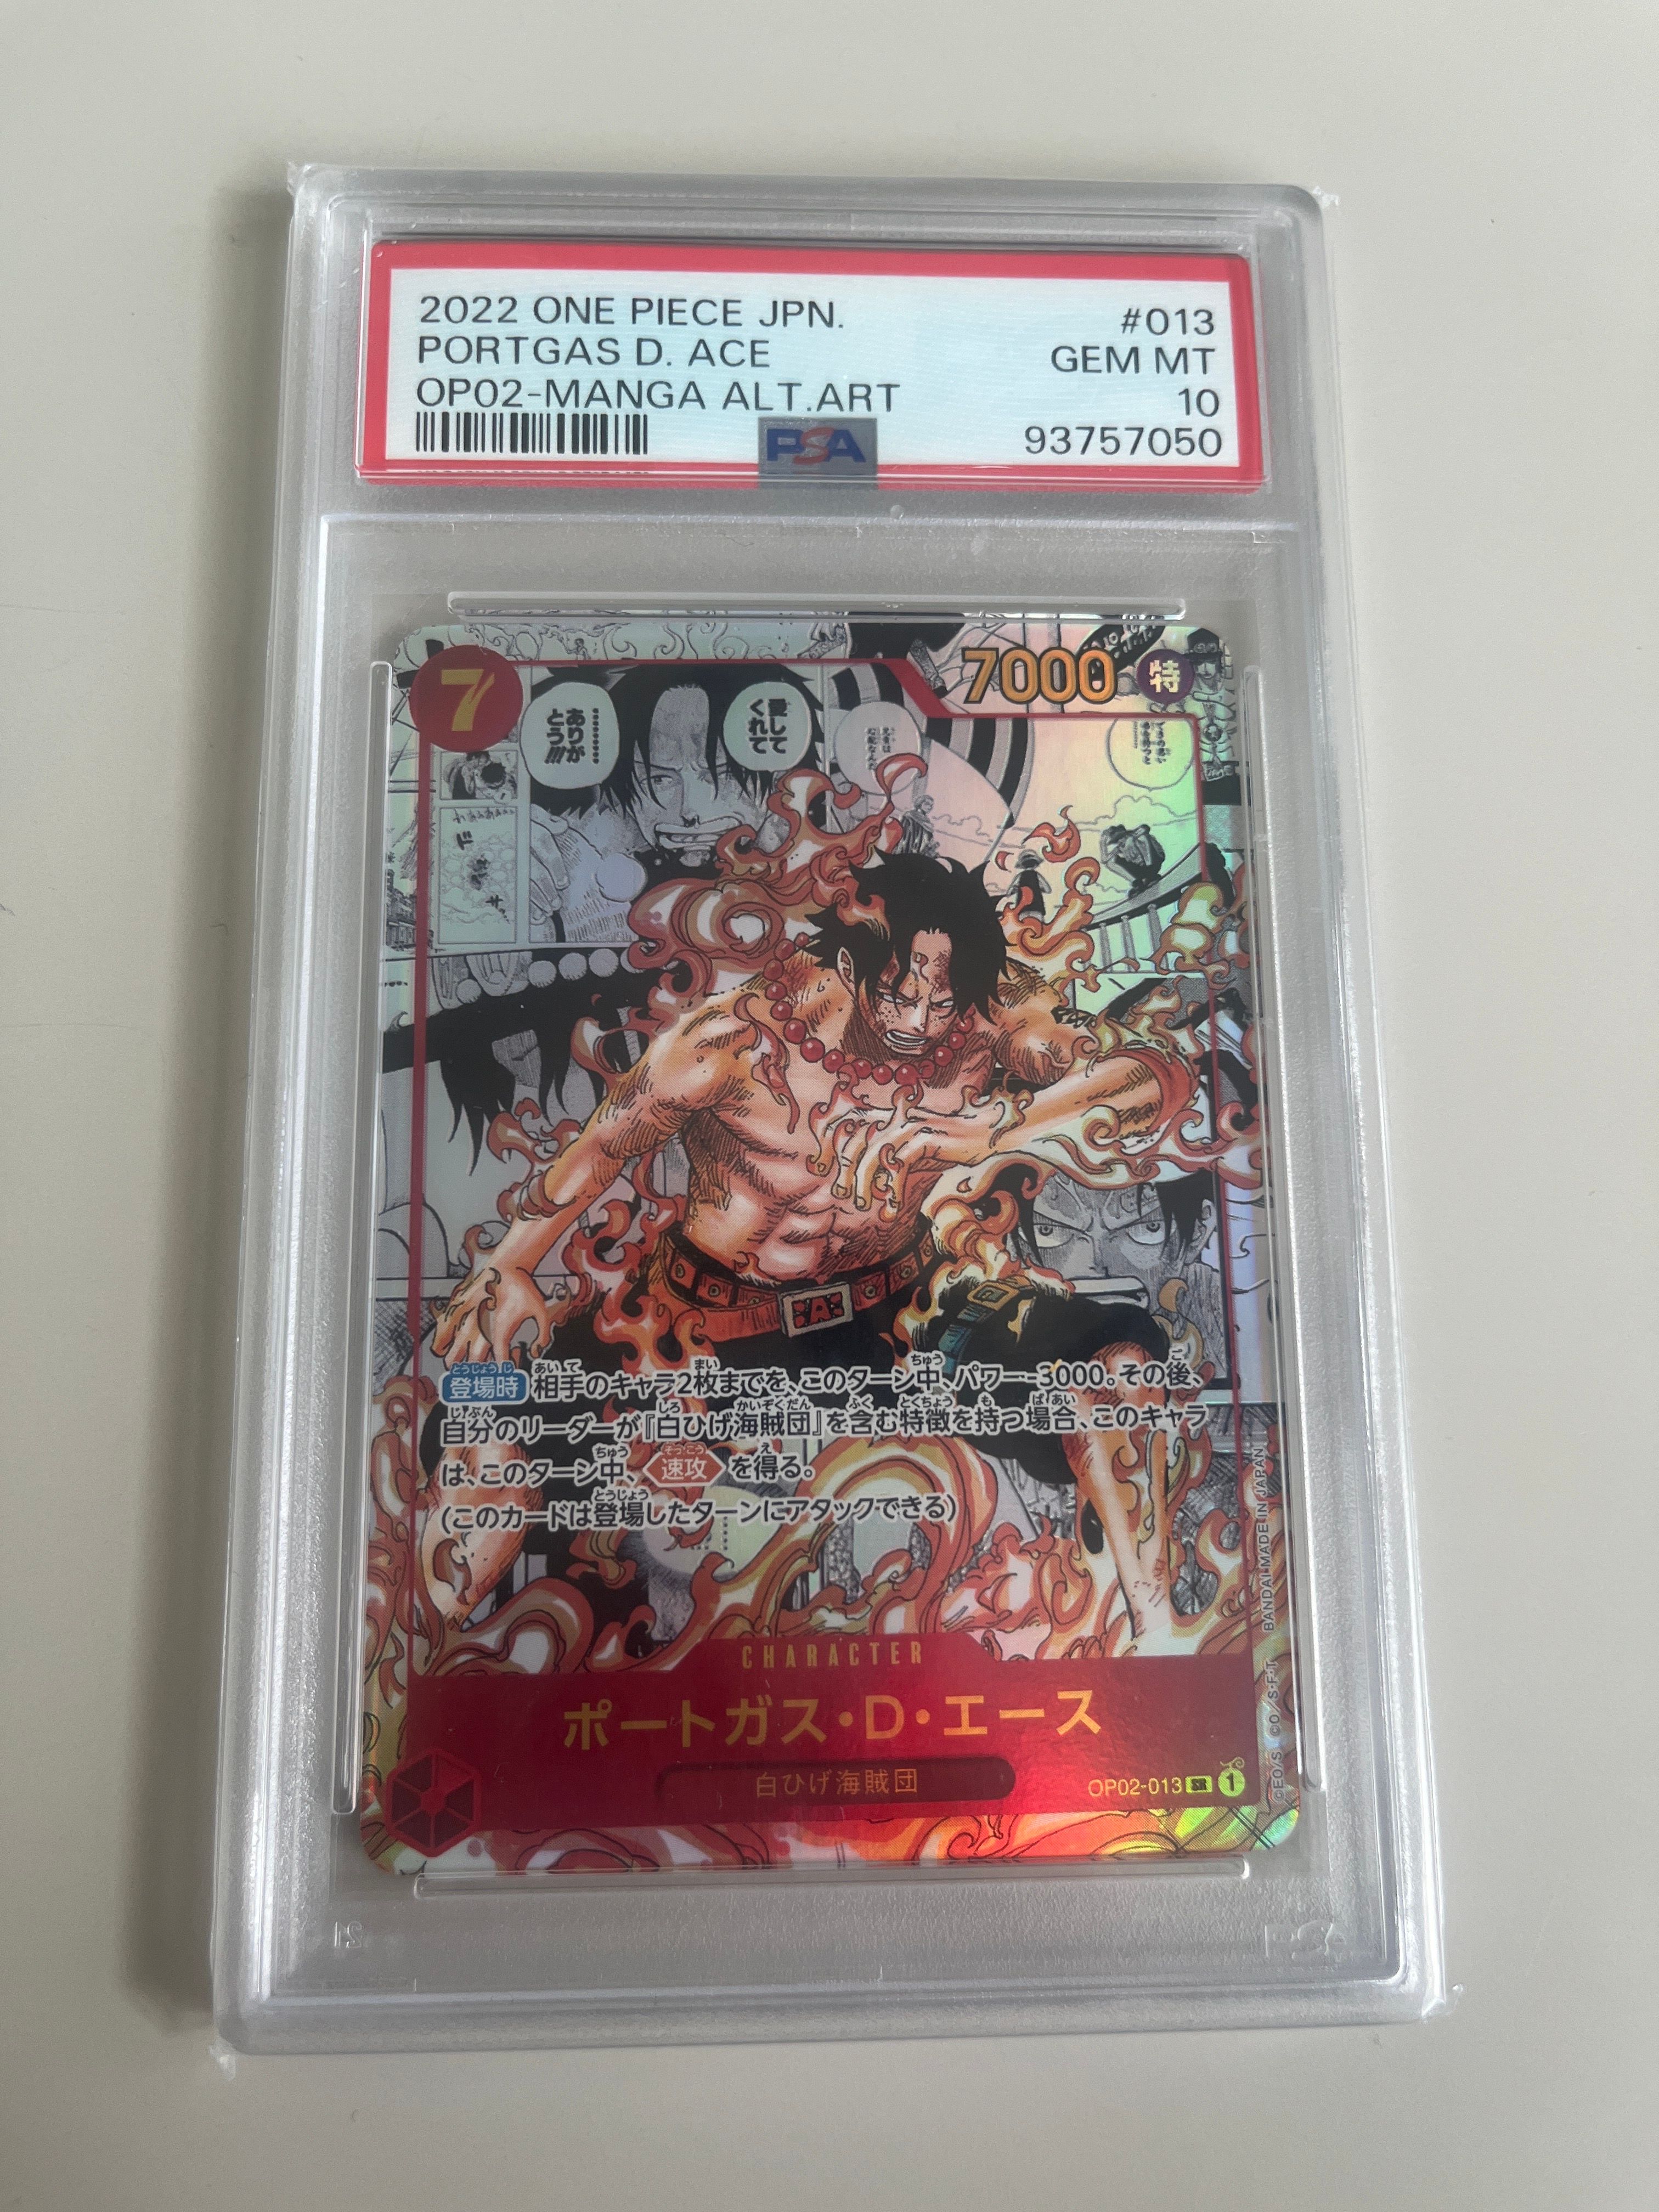 2022 ONE PIECE JPN.
#013
PORTGAS D. ACE
GEM MT
OP02-MANGA ALT.ART
10
PSA
93757050
7
7000
特
愛して
くれて
………
ありが
とう!!!
ド
サ
A
登場時 相手のキャラ2枚までを、このターン中、パワー-3000。その後、
自分のリーダーが『白ひげ海賊団』を含む特徴を持つ場合、このキャラ
は、このターン中、速攻を得る。
(このカードは登場したターンにアタックできる)
CHARACTER
ポートガス・D・エース
白ひげ海賊団
OP02-013 SR 1
©EO/S ©O/S・F・T BANDAI MADE IN JAPAN
PSA